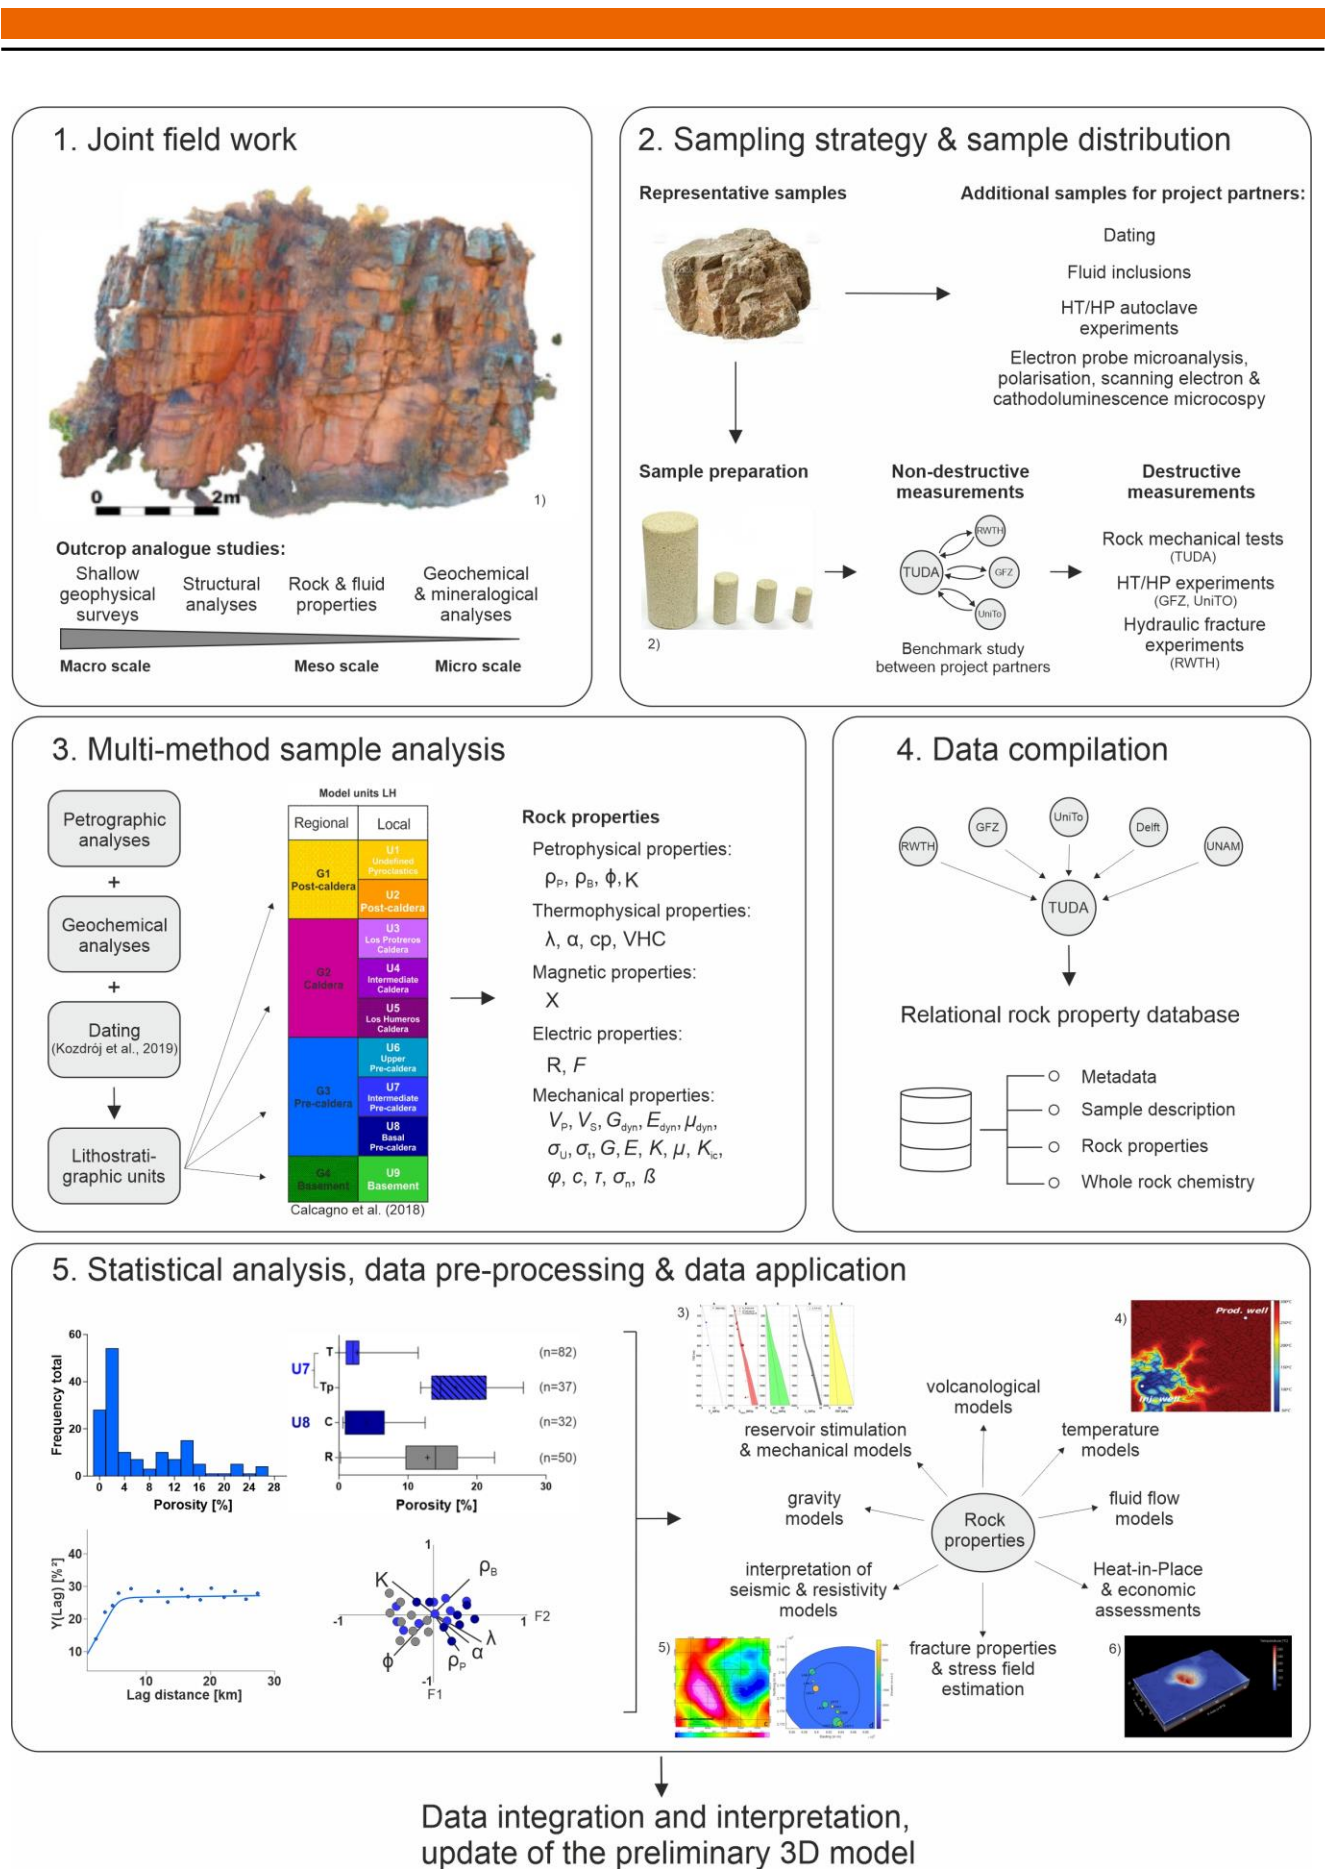 1. Joint field work
0
2m
1)
Outcrop analogue studies:
Shallow
geophysical
surveys
Structural
analyses
Rock & fluid
properties
Geochemical
& mineralogical
analyses
Macro scale
Meso scale
Micro scale
2. Sampling strategy & sample distribution
Representative samples
Additional samples for project partners:
Dating
Fluid inclusions
HT/HP autoclave
experiments
Electron probe microanalysis,
polarisation, scanning electron &
cathodoluminescence microcospy
Sample preparation
2)
Non-destructive
measurements
RWTH
TUDA
GFZ
UniTo
Benchmark study
between project partners
Destructive
measurements
Rock mechanical tests
(TUDA)
HT/HP experiments
(GFZ, UniTO)
Hydraulic fracture
experiments
(RWTH)
3. Multi-method sample analysis
Petrographic
analyses
+
Geochemical
analyses
+
Dating
(Kozdrój et al., 2019)
Lithostrati-
graphic units
Model units LH
Regional
Local
G1
Post-caldera
U1
Undefined
Pyroclastics
U2
Post-caldera
G2
Caldera
U3
Los Protreros
Caldera
U4
Intermediate
Caldera
U5
Los Humeros
Caldera
G3
Pre-caldera
U6
Upper
Pre-caldera
U7
Intermediate
Pre-caldera
U8
Basal
Pre-caldera
G4
Basement
U9
Basement
Calcagno et al. (2018)
Rock properties
Petrophysical properties:
ρP, ρB, ϕ, K
Thermophysical properties:
λ, α, cp, VHC
Magnetic properties:
X
Electric properties:
R, F
Mechanical properties:
VP, VS, Gdyn, Edyn, μdyn,
σU, σt, G, E, K, μ, Kic,
φ, c, τ, σn, ß
4. Data compilation
RWTH
GFZ
UniTo
Delft
UNAM
TUDA
Relational rock property database
Metadata
Sample description
Rock properties
Whole rock chemistry
5. Statistical analysis, data pre-processing & data application
Frequency total
60
40
20
0
0 4 8 12 16 20 24 28
Porosity [%]
U7
T
(n=82)
Tp
(n=37)
U8
C
(n=32)
R
(n=50)
0 10 20 30
Porosity [%]
Y(Lag) [%²]
40
30
20
10
10 20 30
Lag distance [km]
1
K
ρB
-1
1
F2
λ
α
ϕ
ρP
-1
F1
3)
reservoir stimulation
& mechanical models
volcanological
models
4)
Prod. well
Inj. well
temperature
models
gravity
models
Rock
properties
fluid flow
models
interpretation of
seismic & resistivity
models
Heat-in-Place
& economic
assessments
5)
c
d
fracture properties
& stress field
estimation
6)
Data integration and interpretation,
update of the preliminary 3D model